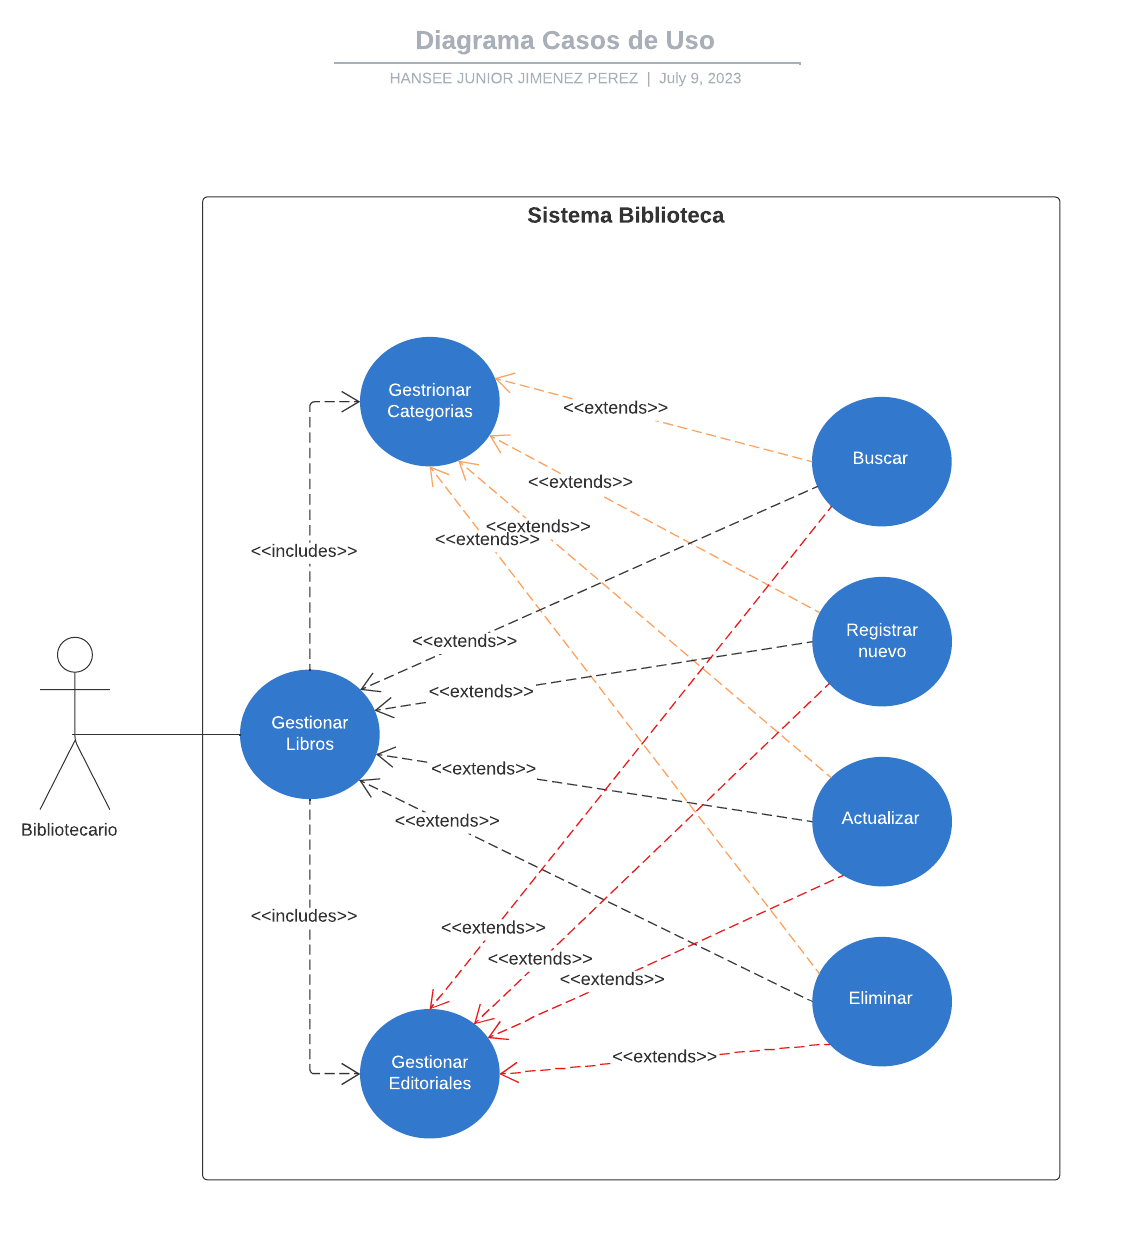 Diagrama Casos de Uso
HANSEE JUNIOR JIMENEZ PEREZ | July 9, 2023
Sistema Biblioteca
Gestrionar
Categorias
<<extends>>
Buscar
<<extends>>
<<extends>>
<<extends>>
<<includes>>
<<extends>>
Registrar
nuevo
<<extends>>
Gestionar
Libros
<<extends>>
<<extends>>
Actualizar
Bibliotecario
<<includes>>
<<extends>>
<<extends>>
<<extends>>
Eliminar
<<extends>>
Gestionar
Editoriales